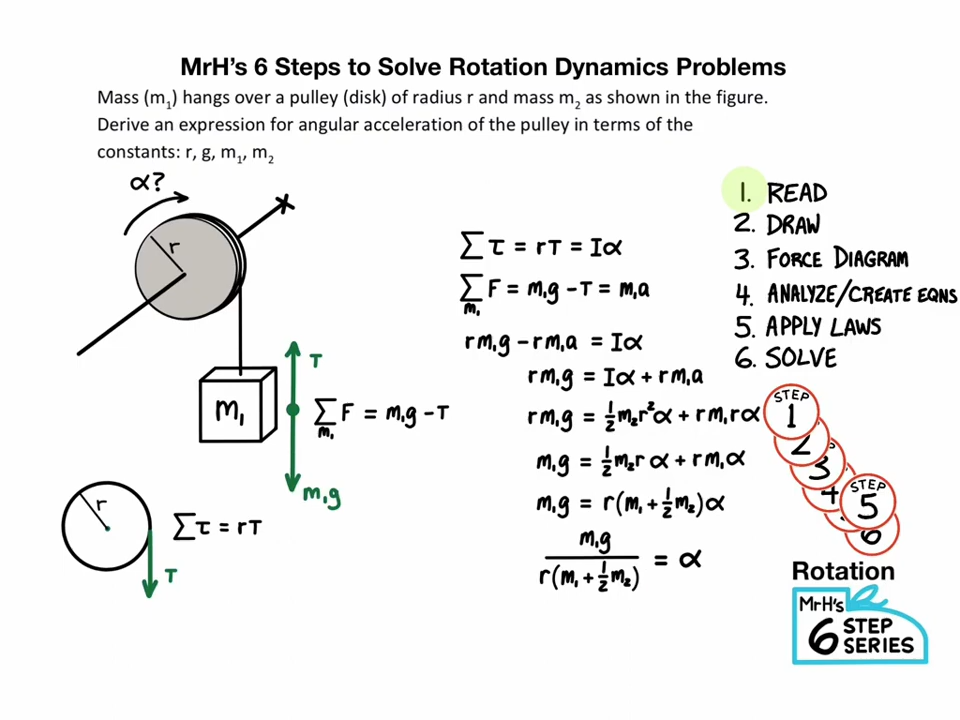 MrH's 6 Steps to Solve Rotation Dynamics Problems
Mass (m₁) hangs over a pulley (disk) of radius r and mass m₂ as shown in the figure.
Derive an expression for angular acceleration of the pulley in terms of the
constants: r, g, m₁, m₂
α?
r
m₁
T
∑F = m₁g - T
m₁
m₁g
r
∑τ = rT
T
∑τ = rT = Iα
∑F = m₁g - T = m₁a
m₁
rm₁g - rm₁a = Iα
rm₁g = Iα + rm₁a
rm₁g = ½m₂r²α + rm₁rα
m₁g = ½m₂rα + rm₁α
m₁g = r(m₁ + ½m₂)α
m₁g
r(m₁ + ½m₂)
= α
1. READ
2. DRAW
3. FORCE DIAGRAM
4. ANALYZE/CREATE EQNS
5. APPLY LAWS
6. SOLVE
STEP
1
2
3
4
STEP
5
6
Rotation
MrH's
6 STEP
SERIES